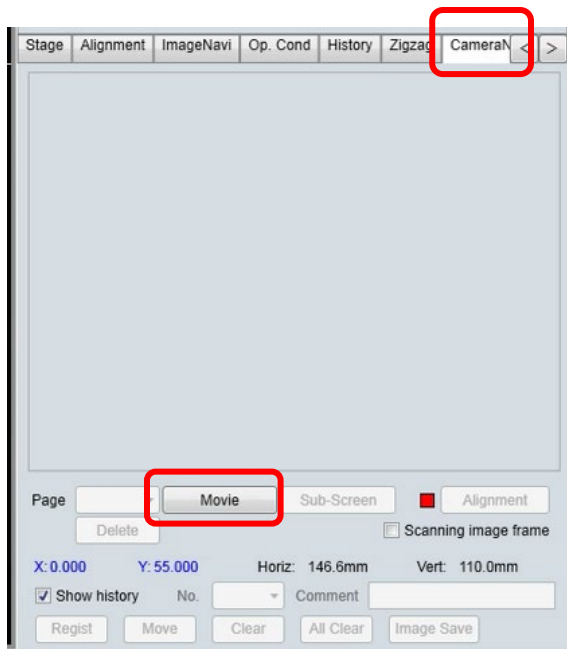 Stage Alignment ImageNavi Op. Cond History Zigzag CameraN < >
Page Movie Sub-Screen Alignment
Delete Scanning image frame
X: 0.000 Y: 55.000 Horiz: 146.6mm Vert: 110.0mm
Show history No. Comment
Regist Move Clear All Clear Image Save